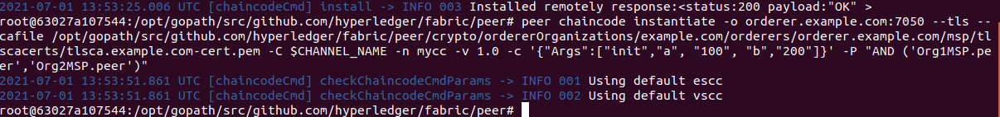 2021-07-01 13:53:25.006 UTC [chaincodeCmd] install -> INFO 003 Installed remotely response:<status:200 payload:"OK" >
root@63027a107544:/opt/gopath/src/github.com/hyperledger/fabric/peer# peer chaincode instantiate -o orderer.example.com:7050 --tls --
cafile /opt/gopath/src/github.com/hyperledger/fabric/peer/crypto/ordererOrganizations/example.com/orderers/orderer.example.com/msp/tl
scacerts/tlsca.example.com-cert.pem -C $CHANNEL_NAME -n mycc -v 1.0 -c '{"Args":["init","a", "100", "b","200"]}' -P "AND ('Org1MSP.pe
er','Org2MSP.peer')"
2021-07-01 13:53:51.861 UTC [chaincodeCmd] checkChaincodeCmdParams -> INFO 001 Using default escc
2021-07-01 13:53:51.861 UTC [chaincodeCmd] checkChaincodeCmdParams -> INFO 002 Using default vscc
root@63027a107544:/opt/gopath/src/github.com/hyperledger/fabric/peer#